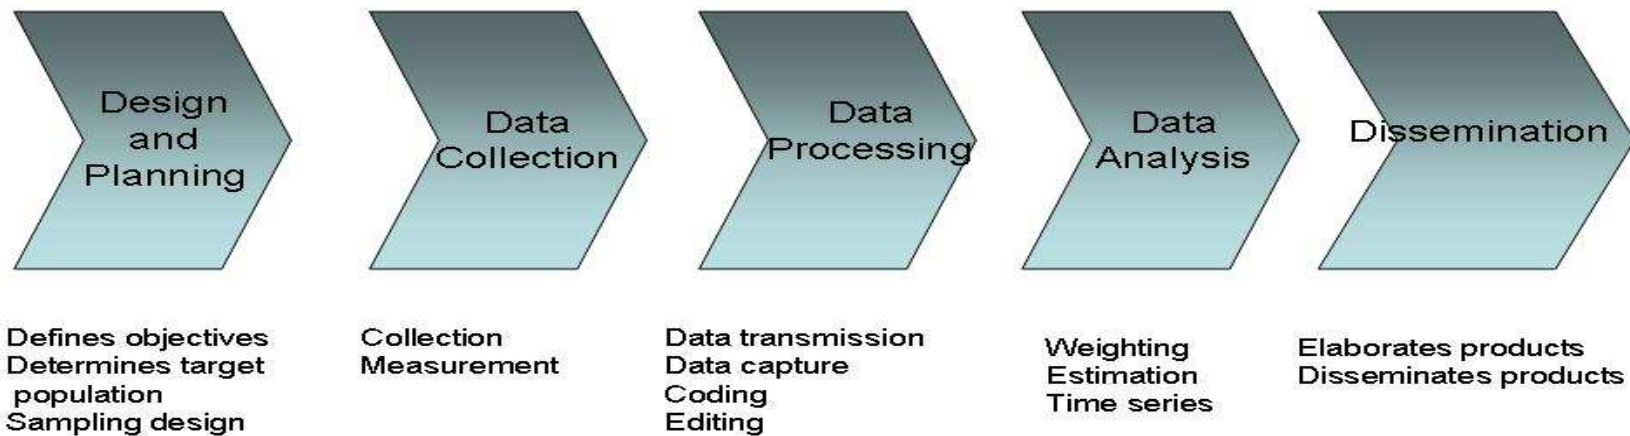 Design
and
Planning
Data
Collection
Data
Processing
Data
Analysis
Dissemination
Defines objectives
Determines target
population
Sampling design
Collection
Measurement
Data transmission
Data capture
Coding
Editing
Weighting
Estimation
Time series
Elaborates products
Disseminates products